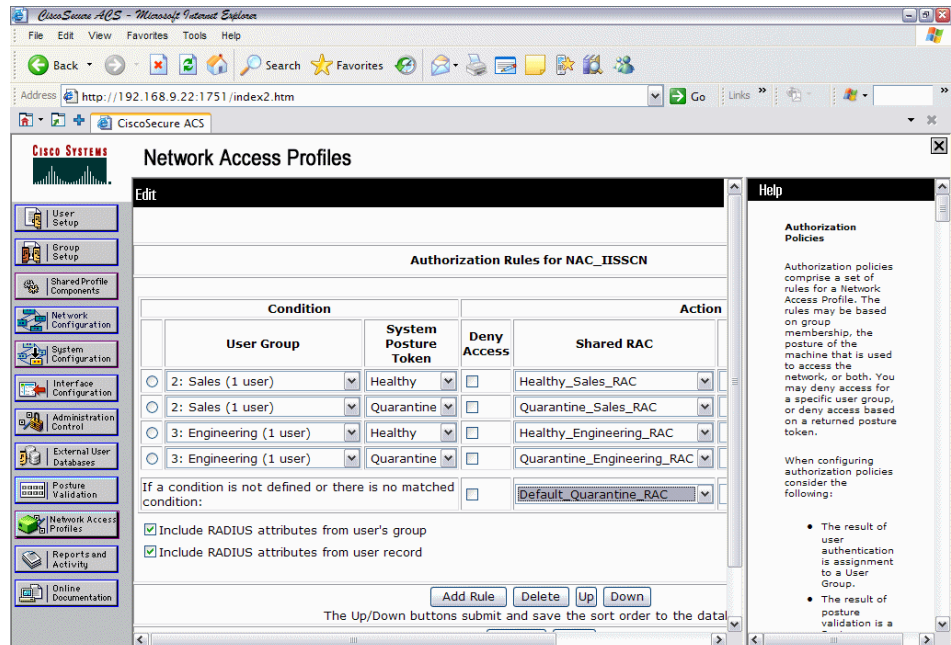 CiscoSecure ACS - Microsoft Internet Explorer
File Edit View Favorites Tools Help
Back Search Favorites
Address http://192.168.9.22:1751/index2.htm Go Links »
CiscoSecure ACS
CISCO SYSTEMS
Network Access Profiles
User Setup
Group Setup
Shared Profile Components
Network Configuration
System Configuration
Interface Configuration
Administration Control
External User Databases
Posture Validation
Network Access Profiles
Reports and Activity
Online Documentation
Edit
Authorization Rules for NAC_IISSCN
Condition Action
User Group System Posture Token Deny Access Shared RAC
2: Sales (1 user) Healthy Healthy_Sales_RAC
2: Sales (1 user) Quarantine Quarantine_Sales_RAC
3: Engineering (1 user) Healthy Healthy_Engineering_RAC
3: Engineering (1 user) Quarantine Quarantine_Engineering_RAC
If a condition is not defined or there is no matched condition: Default_Quarantine_RAC
Include RADIUS attributes from user's group
Include RADIUS attributes from user record
Add Rule Delete Up Down
The Up/Down buttons submit and save the sort order to the datal
Help
Authorization
Policies
Authorization policies
comprise a set of
rules for a Network
Access Profile. The
rules may be based
on group
membership, the
posture of the
machine that is used
to access the
network, or both. You
may deny access for
a specific user group,
or deny access based
on a returned posture
token.
When configuring
authorization policies
consider the
following:
• The result of
user
authentication
is assignment
to a User
Group.
• The result of
posture
validation is a